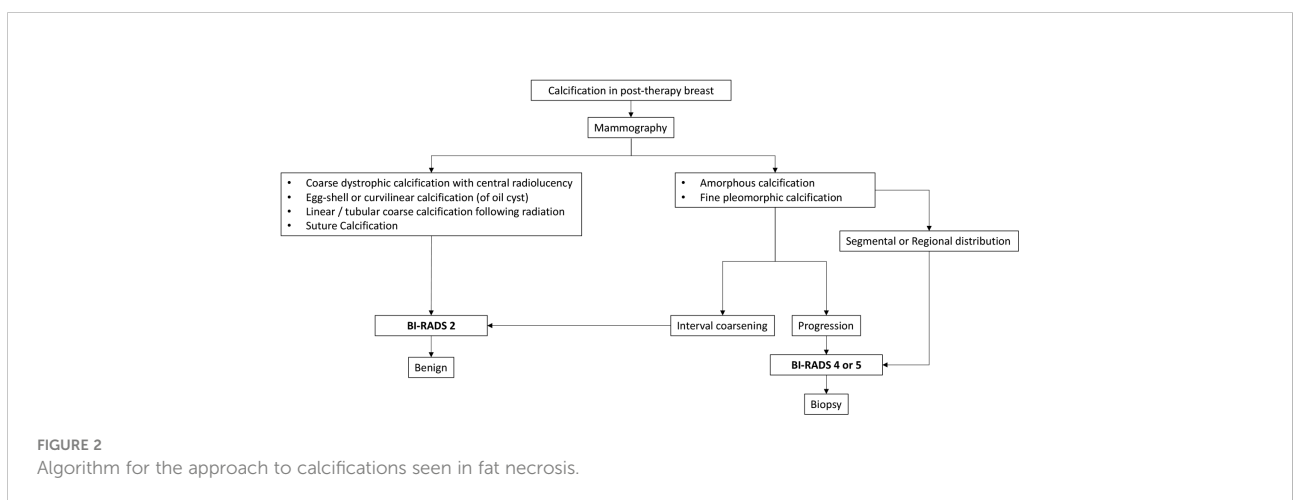 Calcification in post-therapy breast
Mammography
• Coarse dystrophic calcification with central radiolucency
• Egg-shell or curvilinear calcification (of oil cyst)
• Linear / tubular coarse calcification following radiation
• Suture Calcification
• Amorphous calcification
• Fine pleomorphic calcification
Segmental or Regional distribution
BI-RADS 2
Interval coarsening
Progression
Benign
BI-RADS 4 or 5
Biopsy
FIGURE 2
Algorithm for the approach to calcifications seen in fat necrosis.